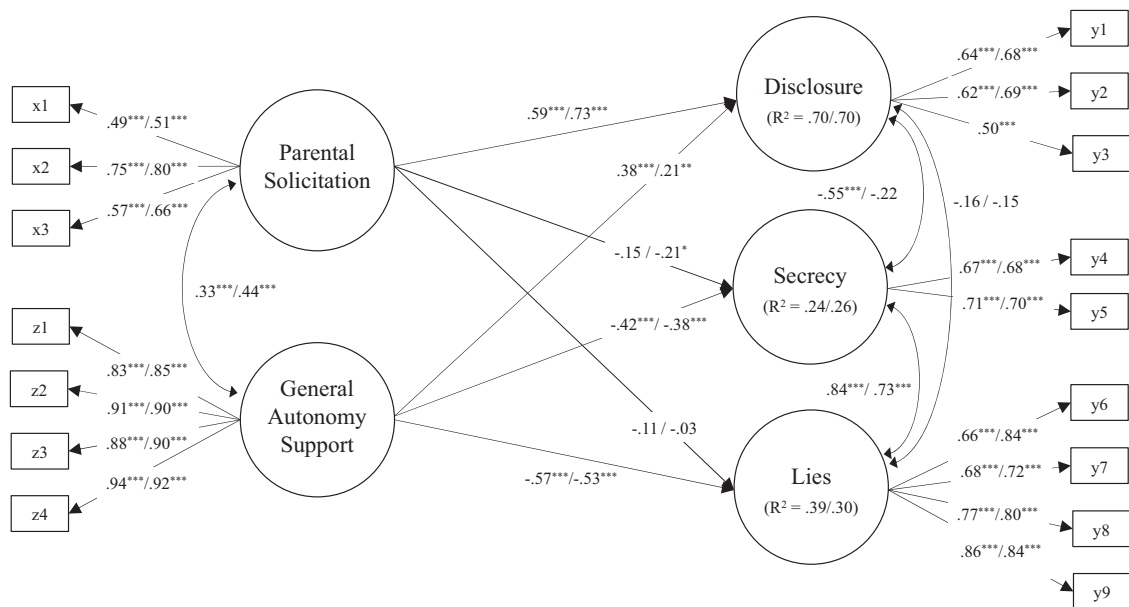 x1
x2
x3
z1
z2
z3
z4
.49***/.51***
.75***/.80***
.57***/.66***
.33***/.44***
.83***/.85***
.91***/.90***
.88***/.90***
.94***/.92***
Parental
Solicitation
General
Autonomy
Support
.59***/.73***
.38***/.21**
-.15 / -.21*
-.42***/ -.38***
-.11 / -.03
-.57***/-.53***
Disclosure
(R² = .70/.70)
Secrecy
(R² = .24/.26)
Lies
(R² = .39/.30)
-.55***/ -.22
-.16 / -.15
.84***/ .73***
.64***/.68***
.62***/.69***
.50***
.67***/.68***
.71***/.70***
.66***/.84***
.68***/.72***
.77***/.80***
.86***/.84***
y1
y2
y3
y4
y5
y6
y7
y8
y9